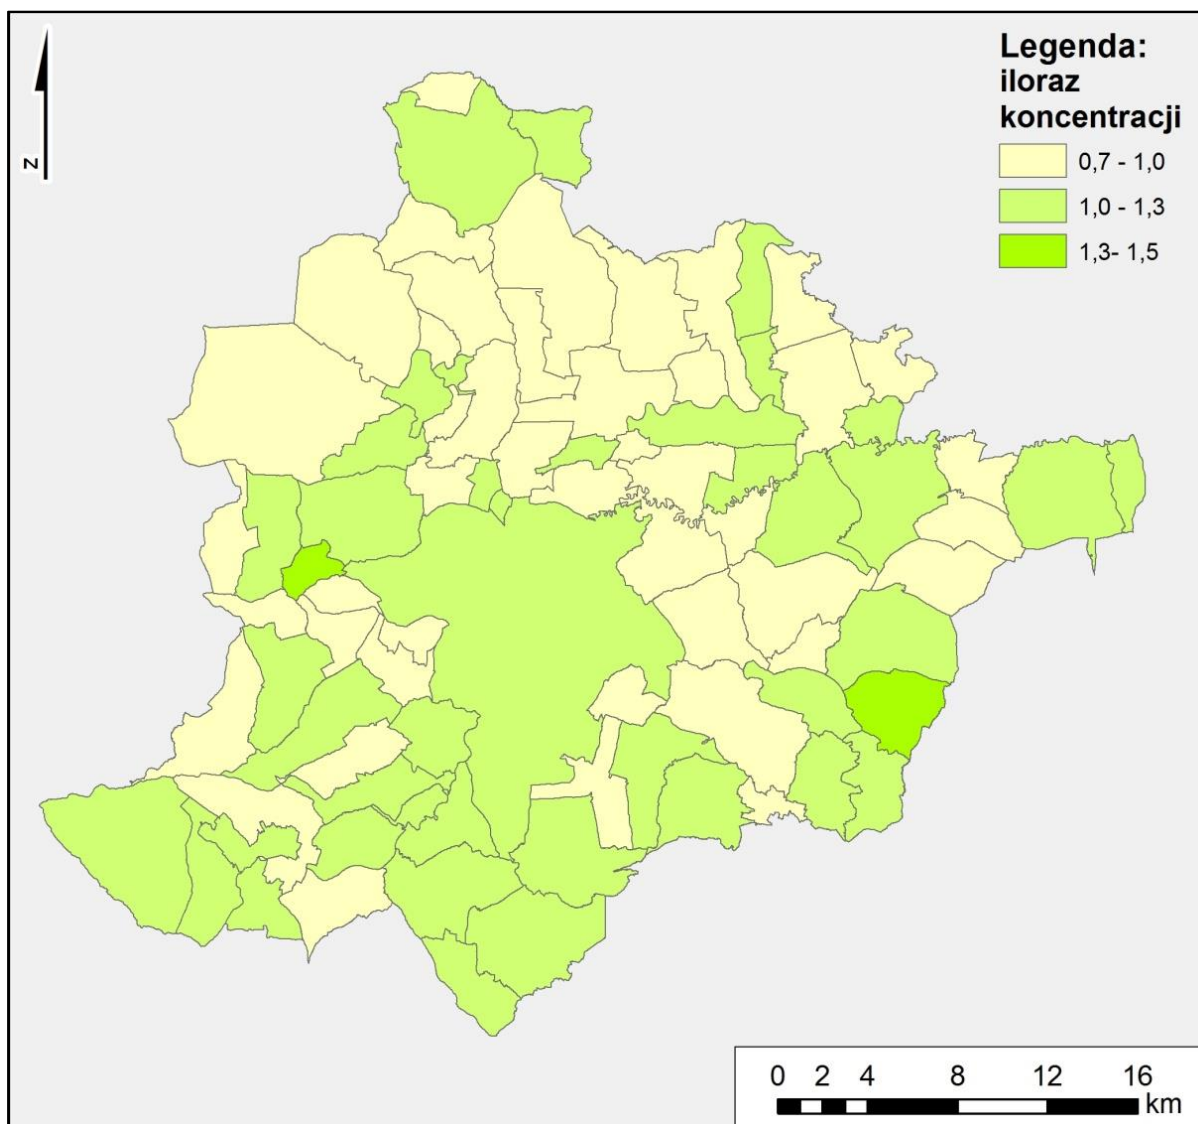 Legenda:
iloraz
koncentracji
0,7 - 1,0
1,0 - 1,3
1,3- 1,5
N
0 2 4 8 12 16
km